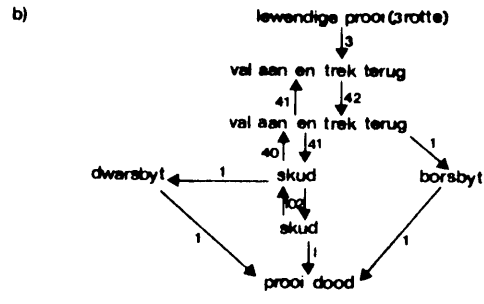 b)
lewendige prooi (3 rotte)
3
val aan en trek terug
41 42
val aan en trek terug
40 41 1
dwarsbyt 1 skud borsbyt
102
skud
1 1 1
prooi dood